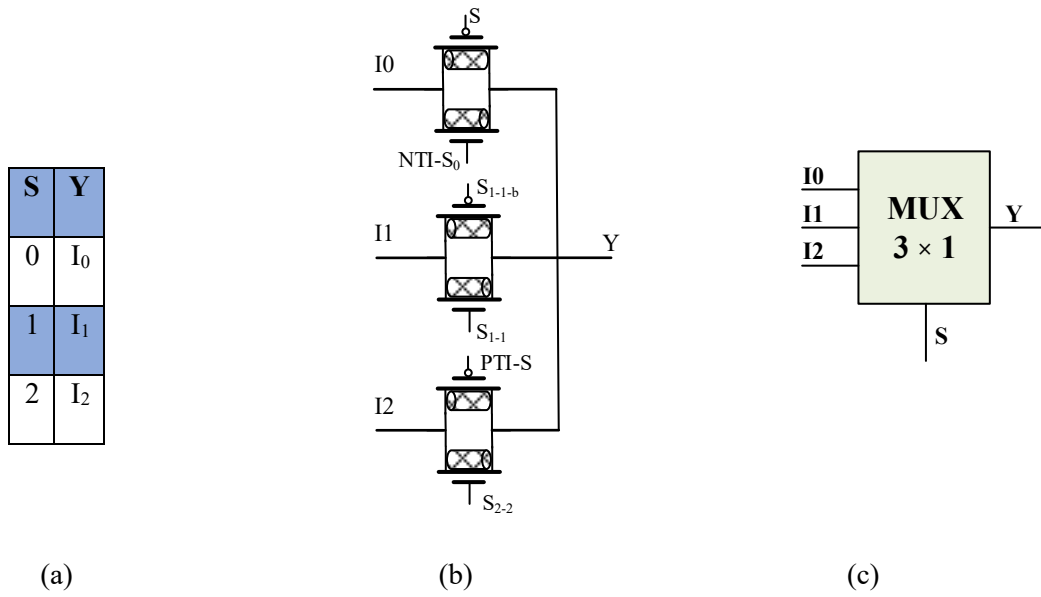 S Y
0 I₀
1 I₁
2 I₂
(a)
S
I0
NTI-S₀
S₁₋₁₋b
I1
Y
S₁₋₁
PTI-S
I2
S₂₋₂
(b)
I0
I1
I2
MUX
3 × 1
Y
S
(c)